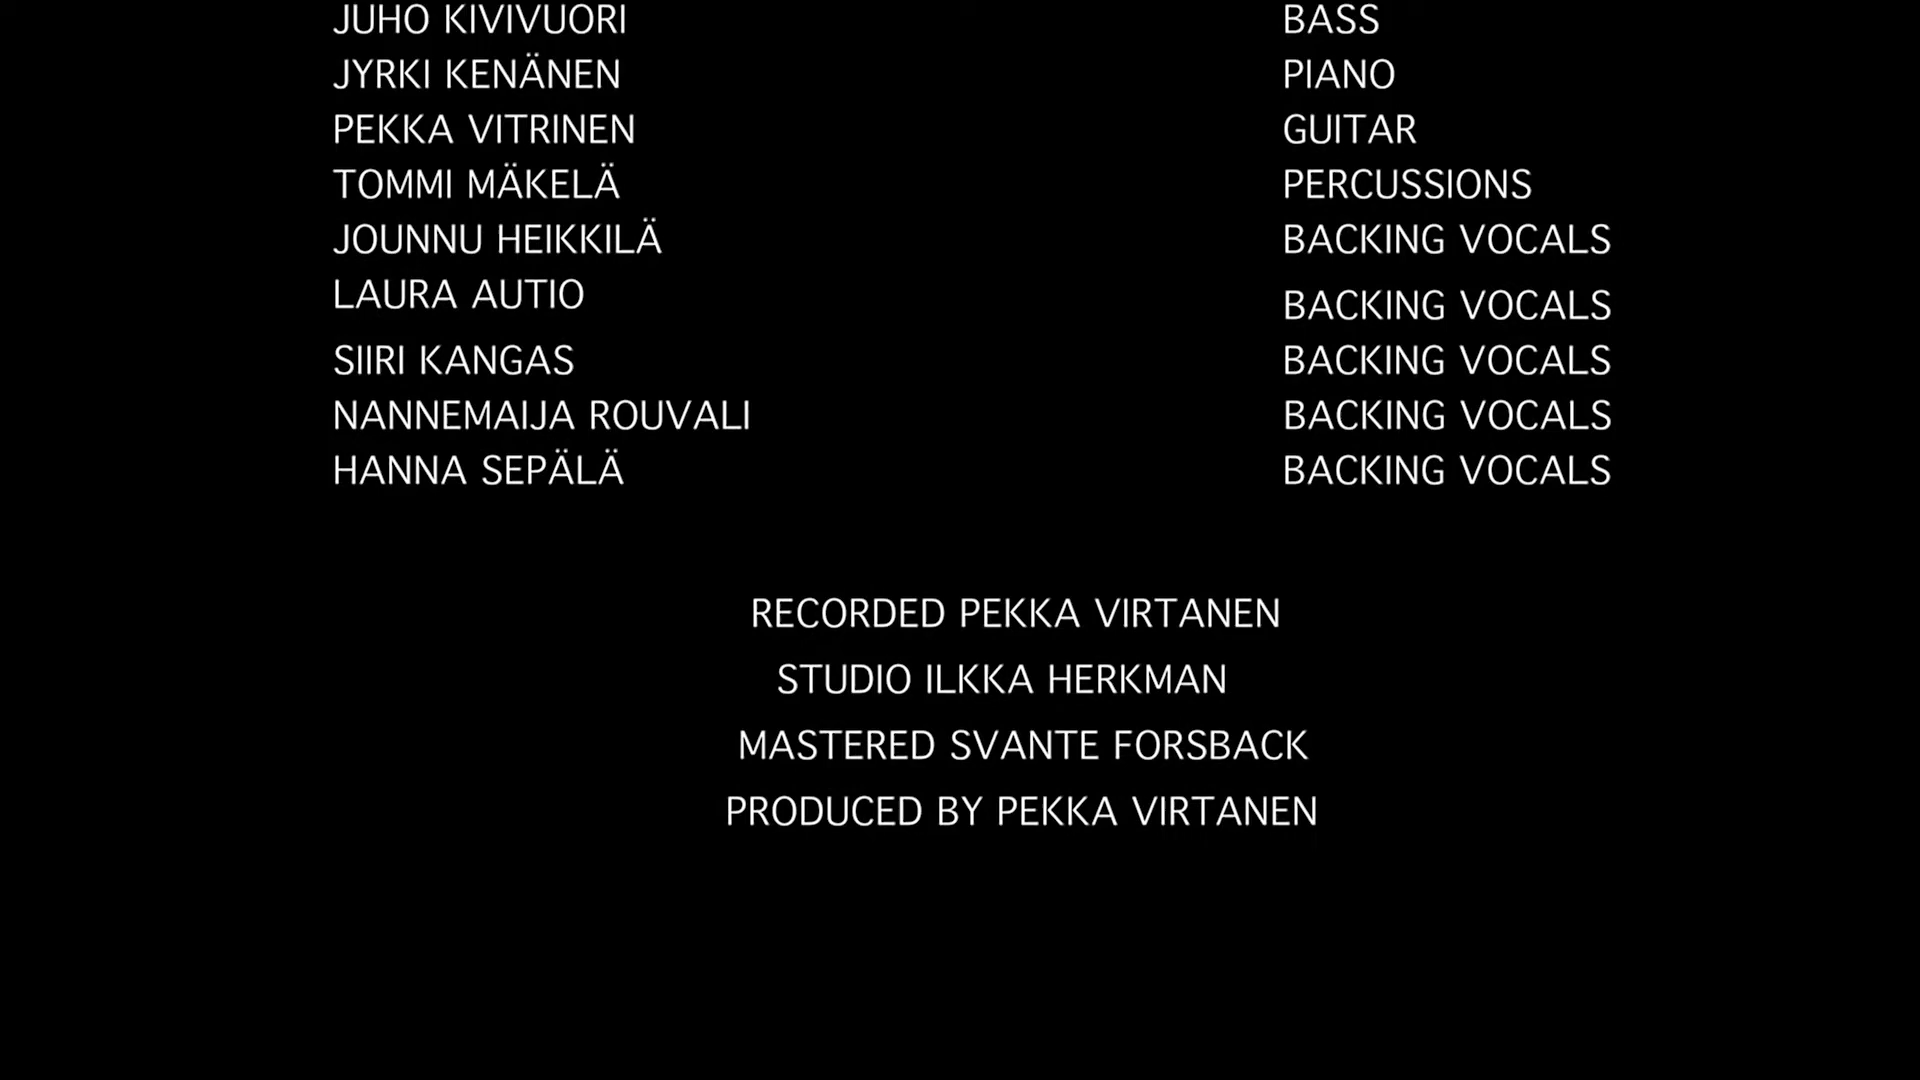 JUHO KIVIVUORI BASS
JYRKI KENÄNEN PIANO
PEKKA VITRINEN GUITAR
TOMMI MÄKELÄ PERCUSSIONS
JOUNNU HEIKKILÄ BACKING VOCALS
LAURA AUTIO BACKING VOCALS
SIIRI KANGAS BACKING VOCALS
NANNEMAIJA ROUVALI BACKING VOCALS
HANNA SEPÄLÄ BACKING VOCALS
RECORDED PEKKA VIRTANEN
STUDIO ILKKA HERKMAN
MASTERED SVANTE FORSBACK
PRODUCED BY PEKKA VIRTANEN